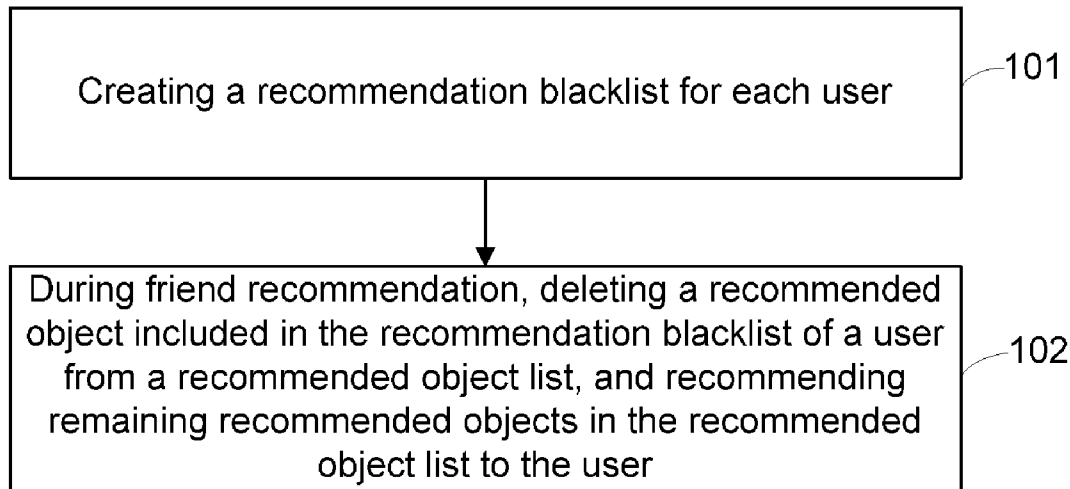 Creating a recommendation blacklist for each user
101
During friend recommendation, deleting a recommended
object included in the recommendation blacklist of a user
from a recommended object list, and recommending
remaining recommended objects in the recommended
object list to the user
102